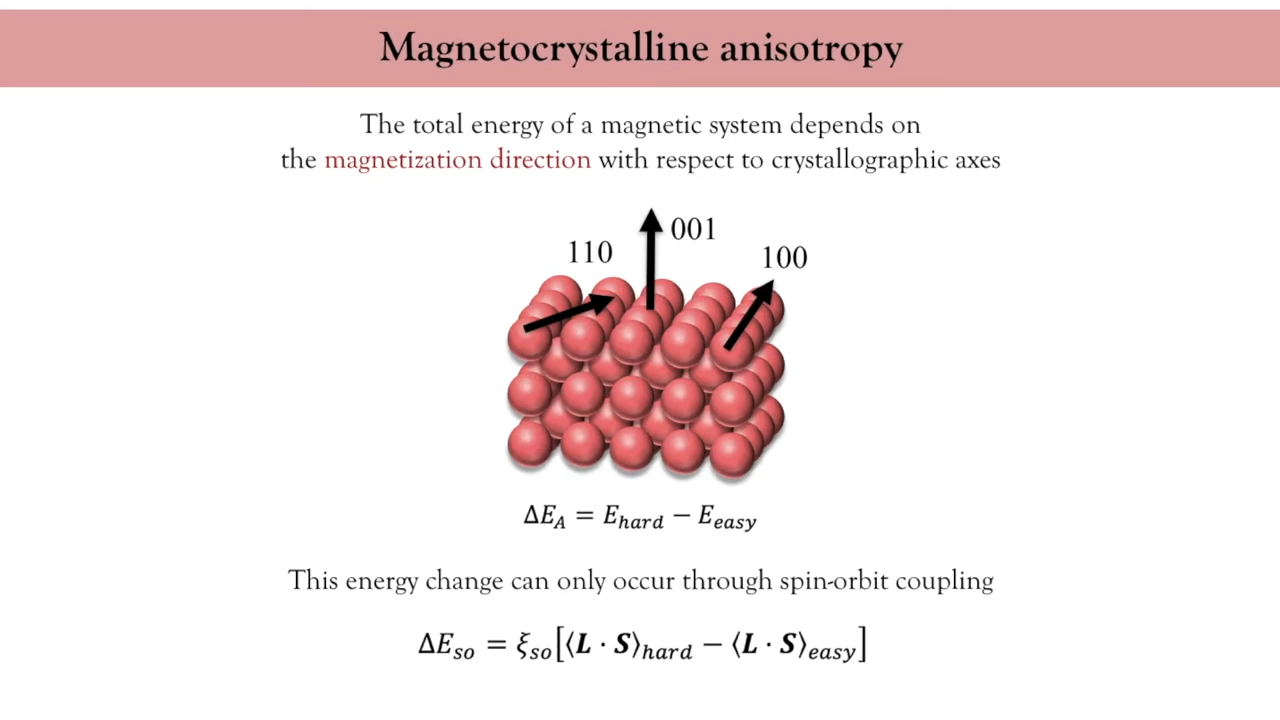 Magnetocrystalline anisotropy
The total energy of a magnetic system depends on
the magnetization direction with respect to crystallographic axes
001
110
100
ΔE_A = E_hard − E_easy
This energy change can only occur through spin-orbit coupling
ΔE_so = ξ_so[⟨L · S⟩_hard − ⟨L · S⟩_easy]